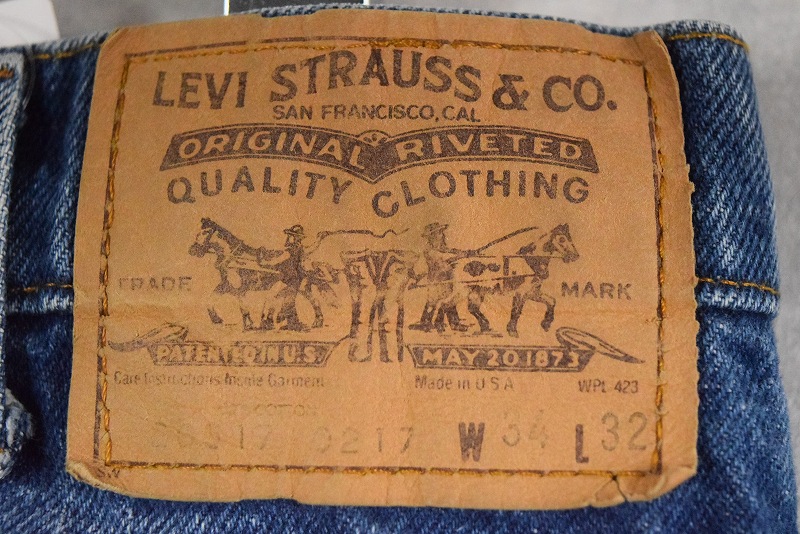 LEVI STRAUSS & CO.
SAN FRANCISCO, CAL
ORIGINAL RIVETED
QUALITY CLOTHING
TRADE MARK
PATENTED IN U.S. MAY 20 1873
Care Instructions Inside Garment Made in U S A WPL 423
0217 W 34 L 32